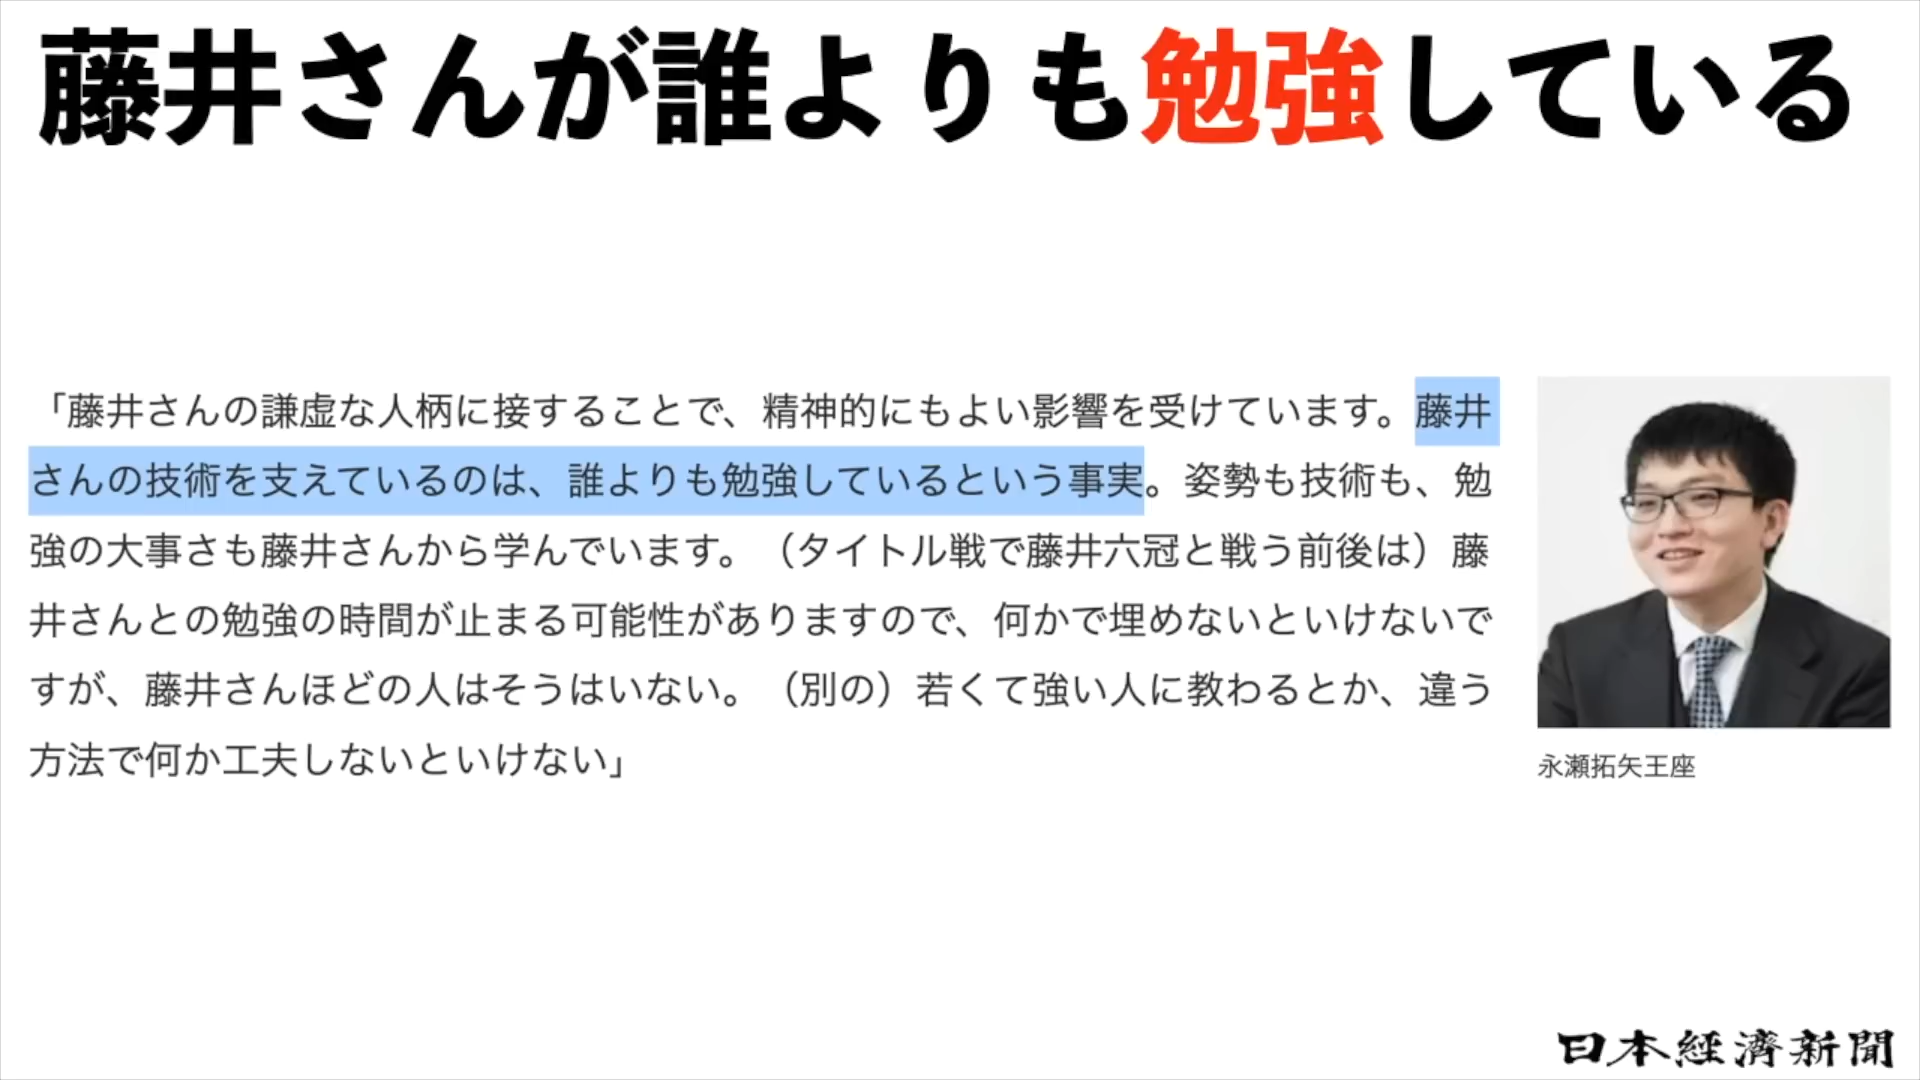 藤井さんが誰よりも勉強している
「藤井さんの謙虚な人柄に接することで、精神的にもよい影響を受けています。藤井
さんの技術を支えているのは、誰よりも勉強しているという事実。姿勢も技術も、勉
強の大事さも藤井さんから学んでいます。（タイトル戦で藤井六冠と戦う前後は）藤
井さんとの勉強の時間が止まる可能性がありますので、何かで埋めないといけないで
すが、藤井さんほどの人はそうはいない。（別の）若くて強い人に教わるとか、違う
方法で何か工夫しないといけない」
永瀬拓矢王座
日本経済新聞